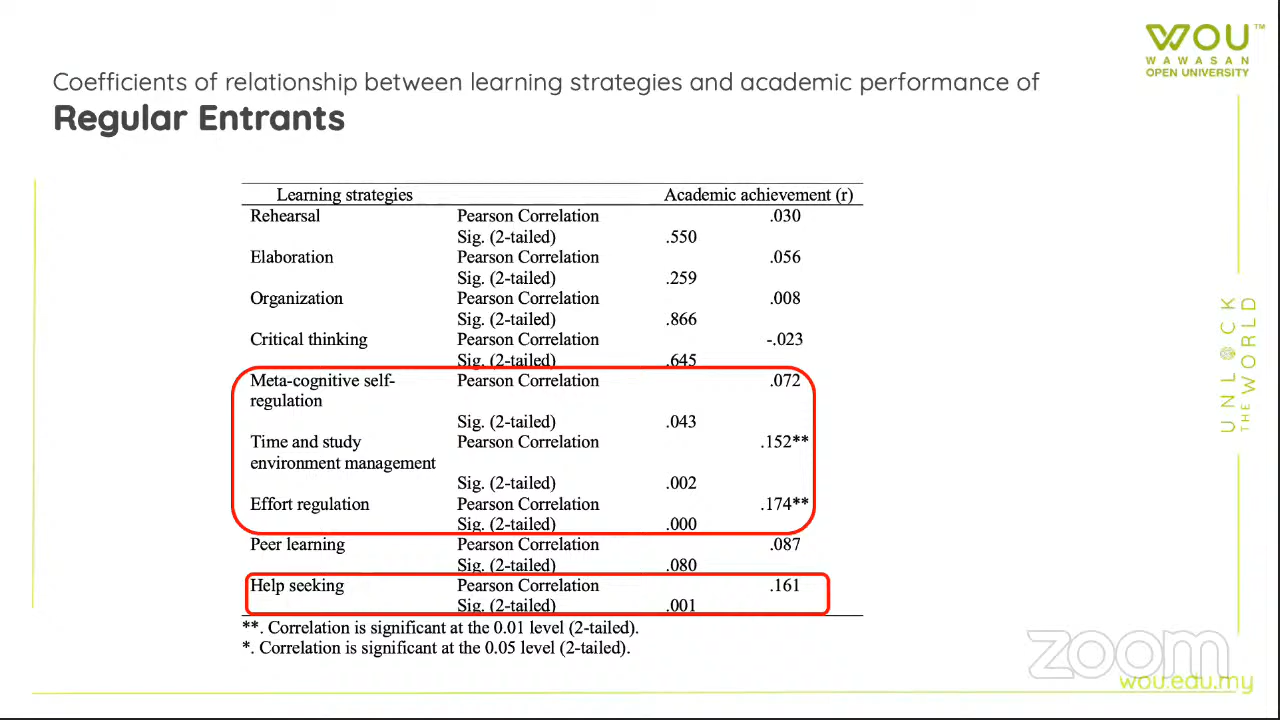 WOU™
WAWASAN
OPEN UNIVERSITY
Coefficients of relationship between learning strategies and academic performance of
Regular Entrants
Learning strategies Academic achievement (r)
Rehearsal Pearson Correlation .030
Sig. (2-tailed) .550
Elaboration Pearson Correlation .056
Sig. (2-tailed) .259
Organization Pearson Correlation .008
Sig. (2-tailed) .866
Critical thinking Pearson Correlation -.023
Sig. (2-tailed) .645
Meta-cognitive self- Pearson Correlation .072
regulation
Sig. (2-tailed) .043
Time and study Pearson Correlation .152**
environment management
Sig. (2-tailed) .002
Effort regulation Pearson Correlation .174**
Sig. (2-tailed) .000
Peer learning Pearson Correlation .087
Sig. (2-tailed) .080
Help seeking Pearson Correlation .161
Sig. (2-tailed) .001
**. Correlation is significant at the 0.01 level (2-tailed).
*. Correlation is significant at the 0.05 level (2-tailed).
UNLOCK
THE WORLD
zoom
wou.edu.my